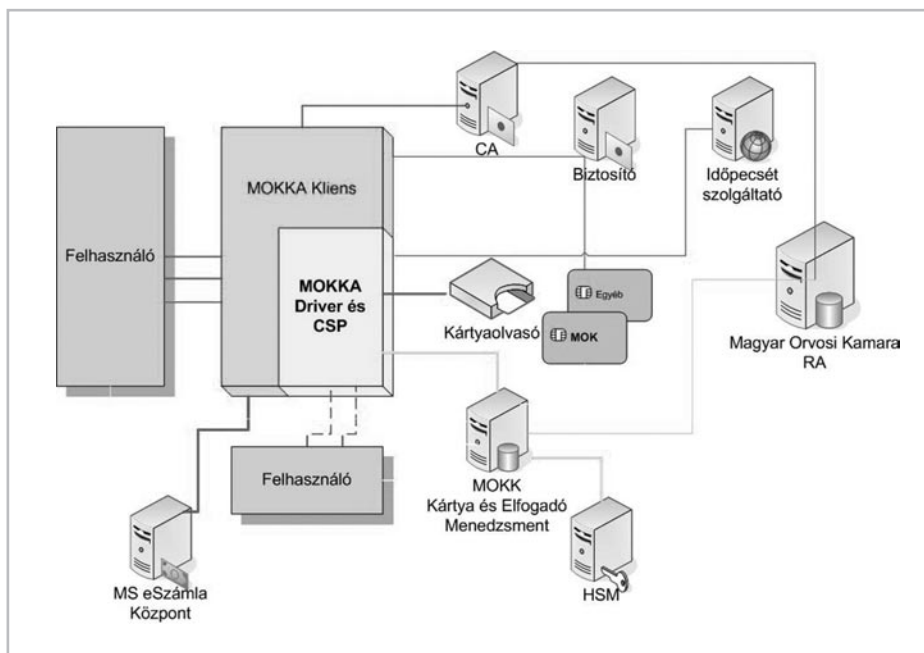 CA
Biztosító
Időpecsét
szolgáltató
MOKKA Kliens
Felhasználó
MOKKA
Driver és
CSP
Kártyaolvasó
Egyéb
MOK
Magyar Orvosi Kamara
RA
Felhasználó
MOKK
Kártya és Elfogadó
Menedzsment
MS eSzámla
Központ
HSM